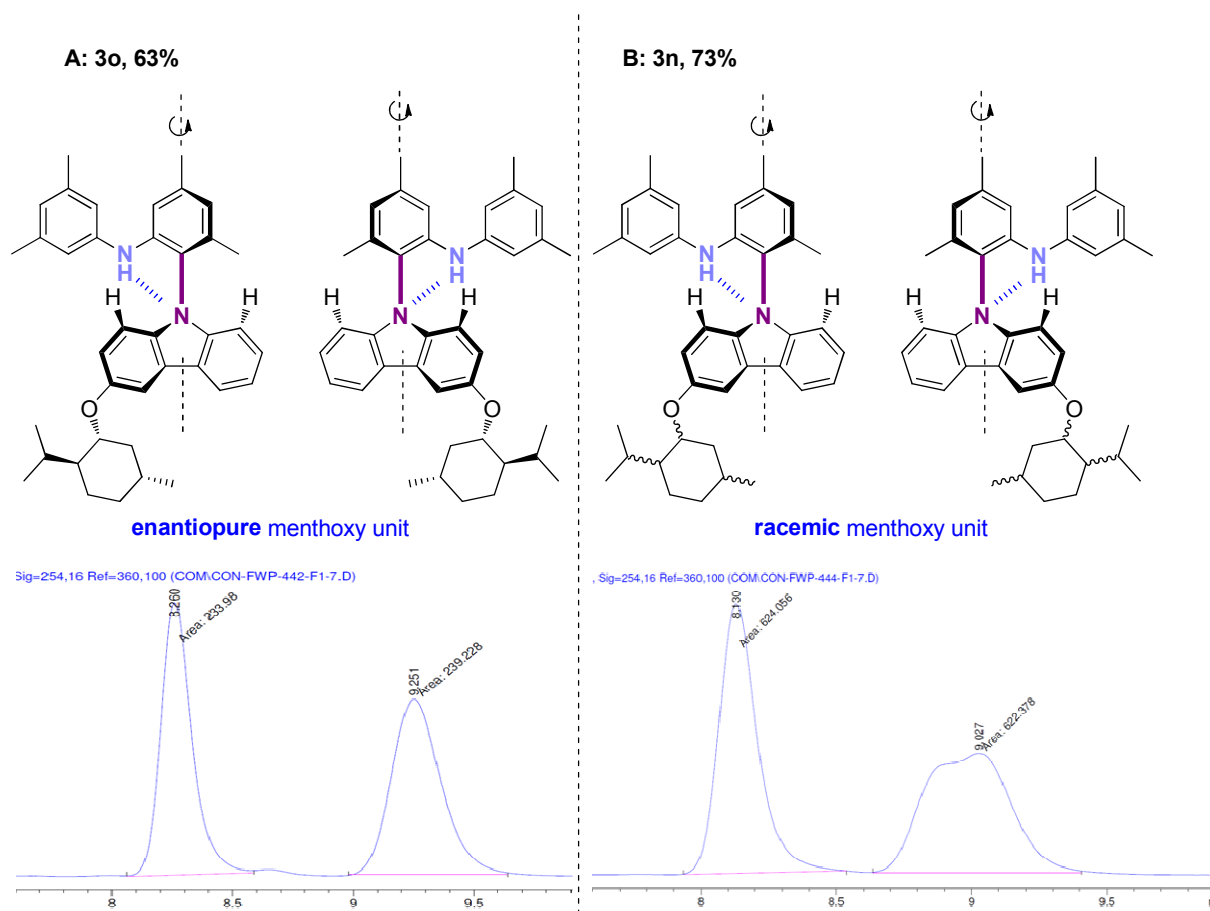 A: 3o, 63%
B: 3n, 73%
N
H
N
H
H
H
N
O
H
H
N
O
N
H
N
H
H
H
N
O
H
H
N
O
enantiopure menthoxy unit
racemic menthoxy unit
Sig=254,16 Ref=360,100 (COM\CON-FWP-442-F1-7.D)
, Sig=254,16 Ref=360,100 (COM\CON-FWP-444-F1-7.D)
8.260
Area: 233.98
9.251
Area: 239.228
8.130
Area: 624.056
9.027
Area: 622.378
8 8.5 9 9.5
8 8.5 9 9.5